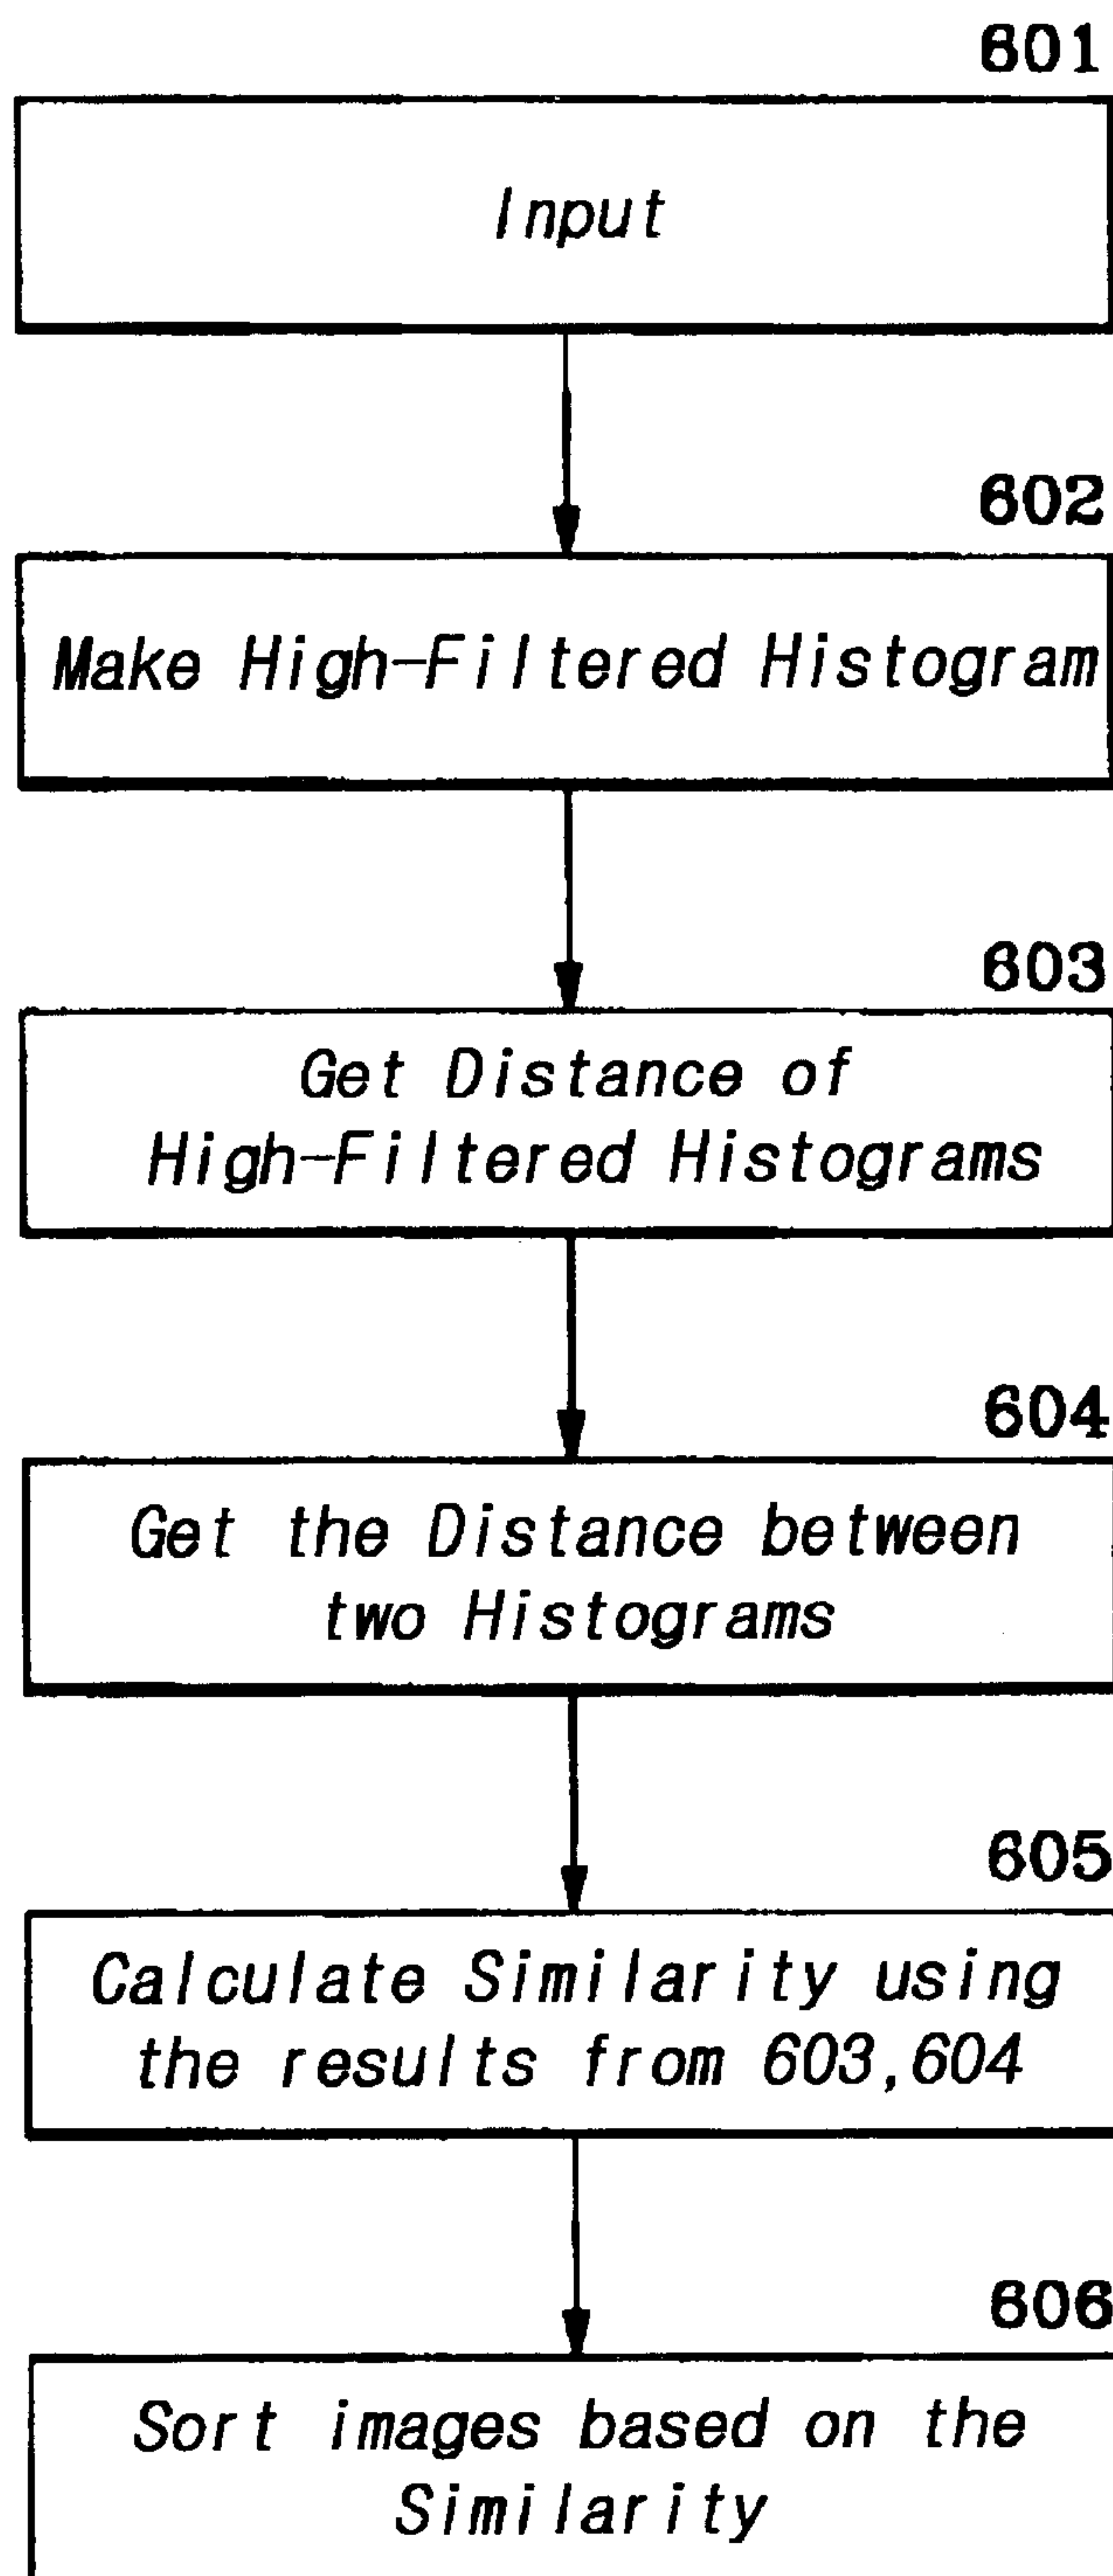 601
Input
602
Make High-Filtered Histogram
603
Get Distance of
High-Filtered Histograms
604
Get the Distance between
two Histograms
605
Calculate Similarity using
the results from 603,604
606
Sort images based on the
Similarity